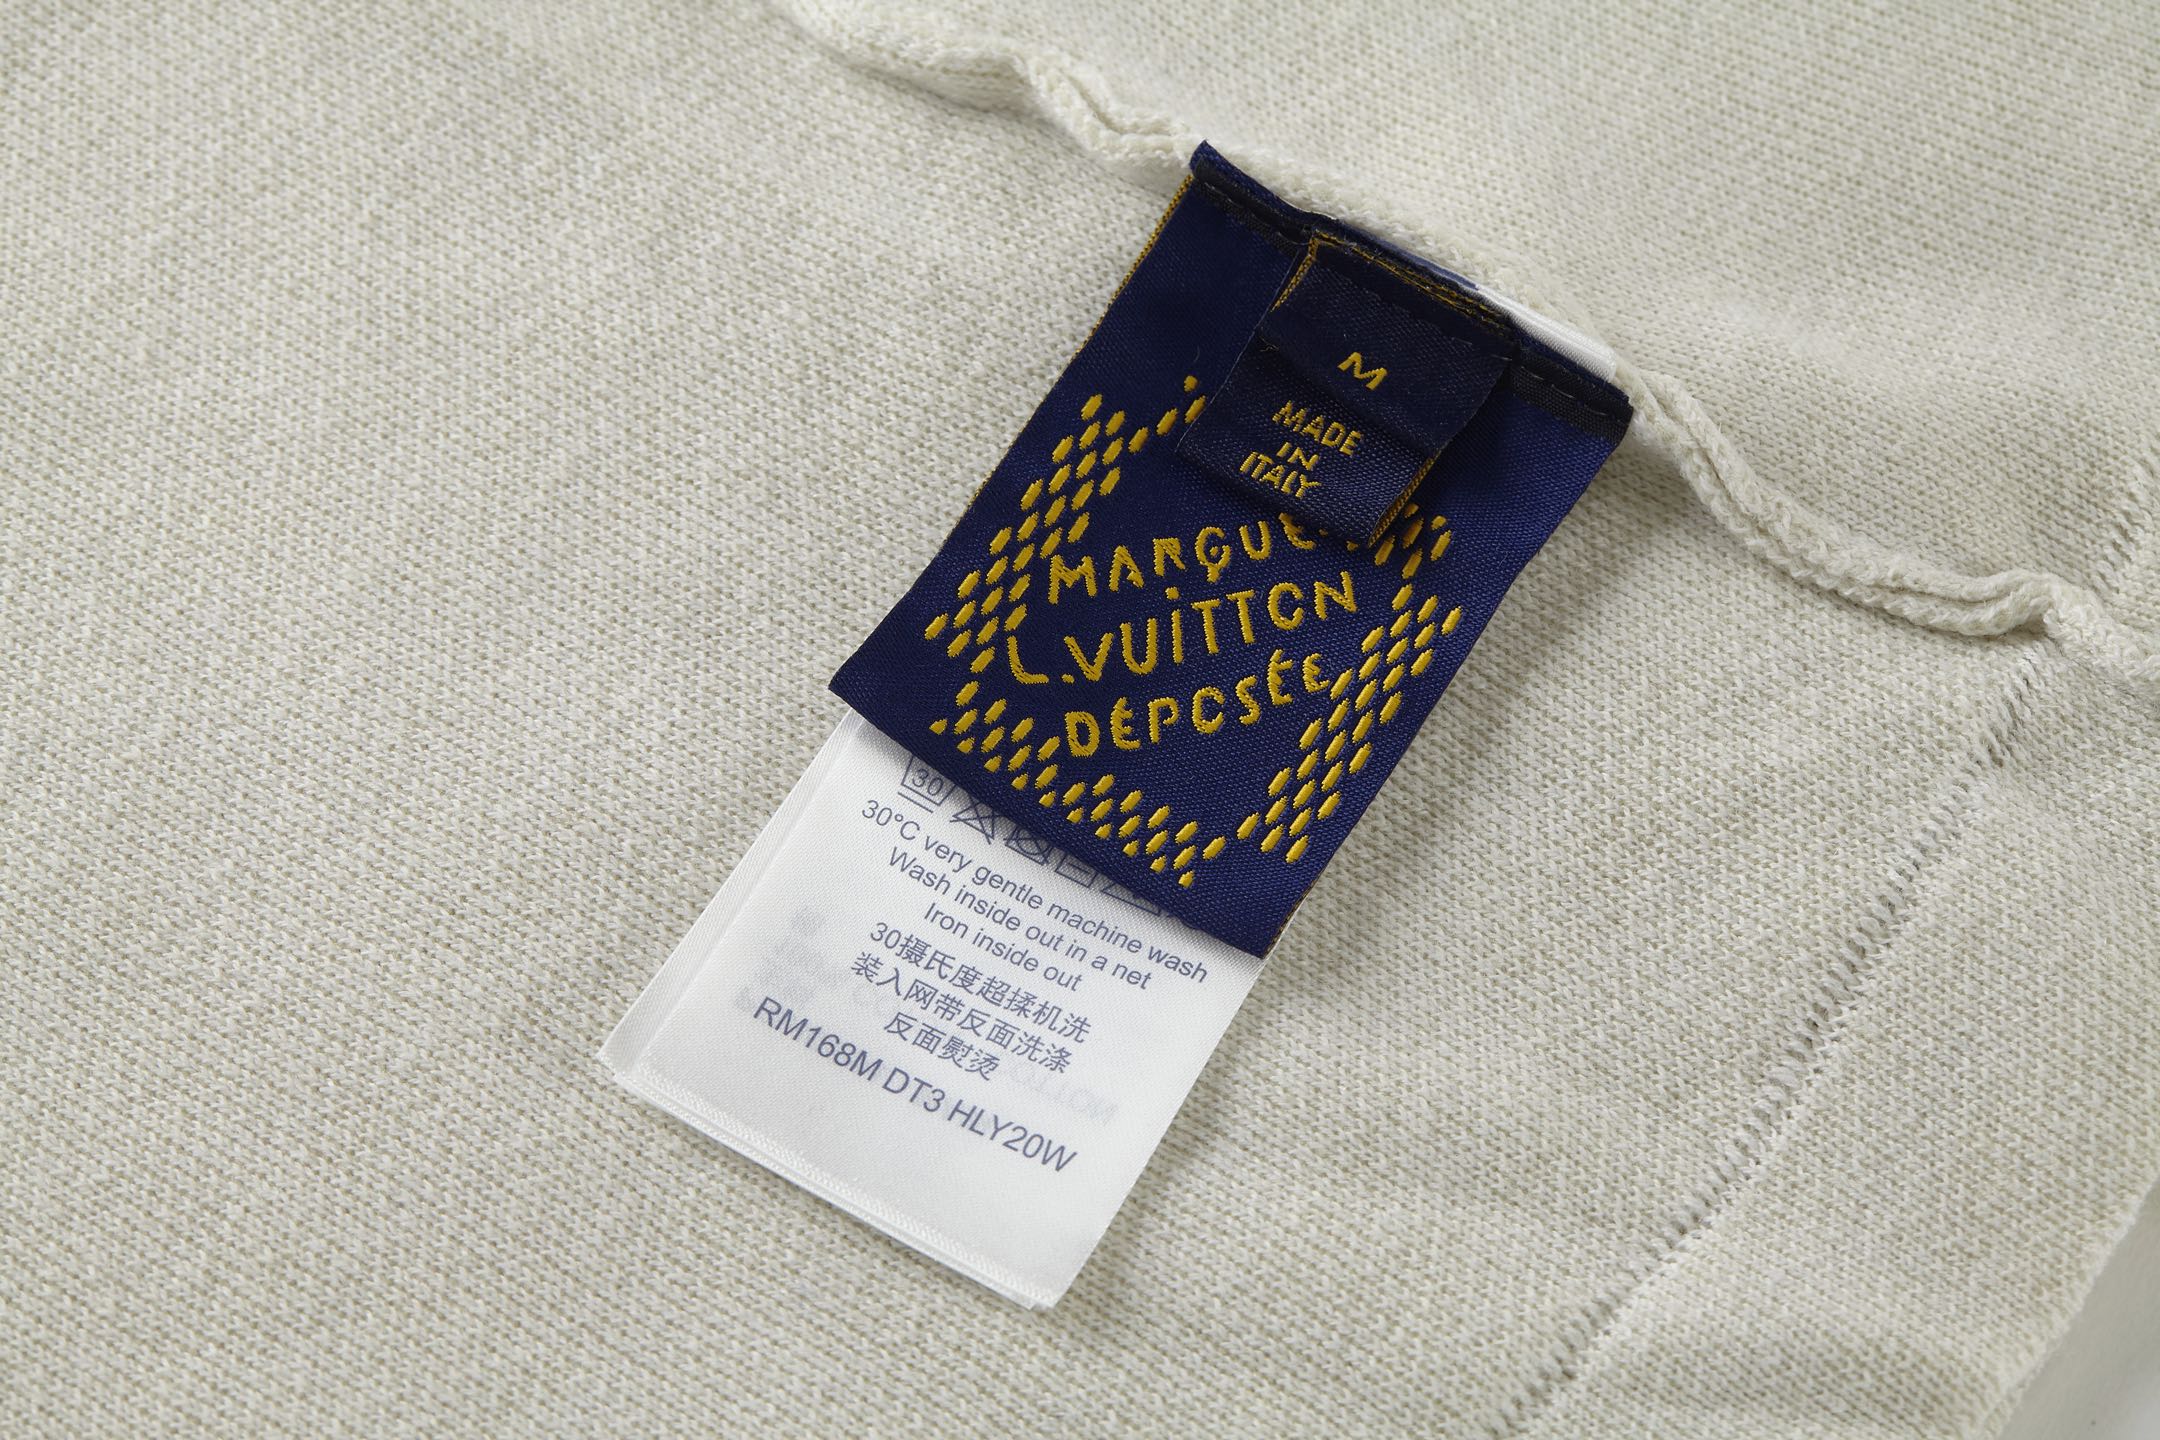 M
MADE
IN
ITALY
MARQUE
L.VUITTON
DÉPOSÉE
30
30°C very gentle machine wash
Wash inside out in a net
Iron inside out
30摄氏度超揉机洗
装入网带反面洗涤
反面熨烫
RM168M DT3 HLY20W